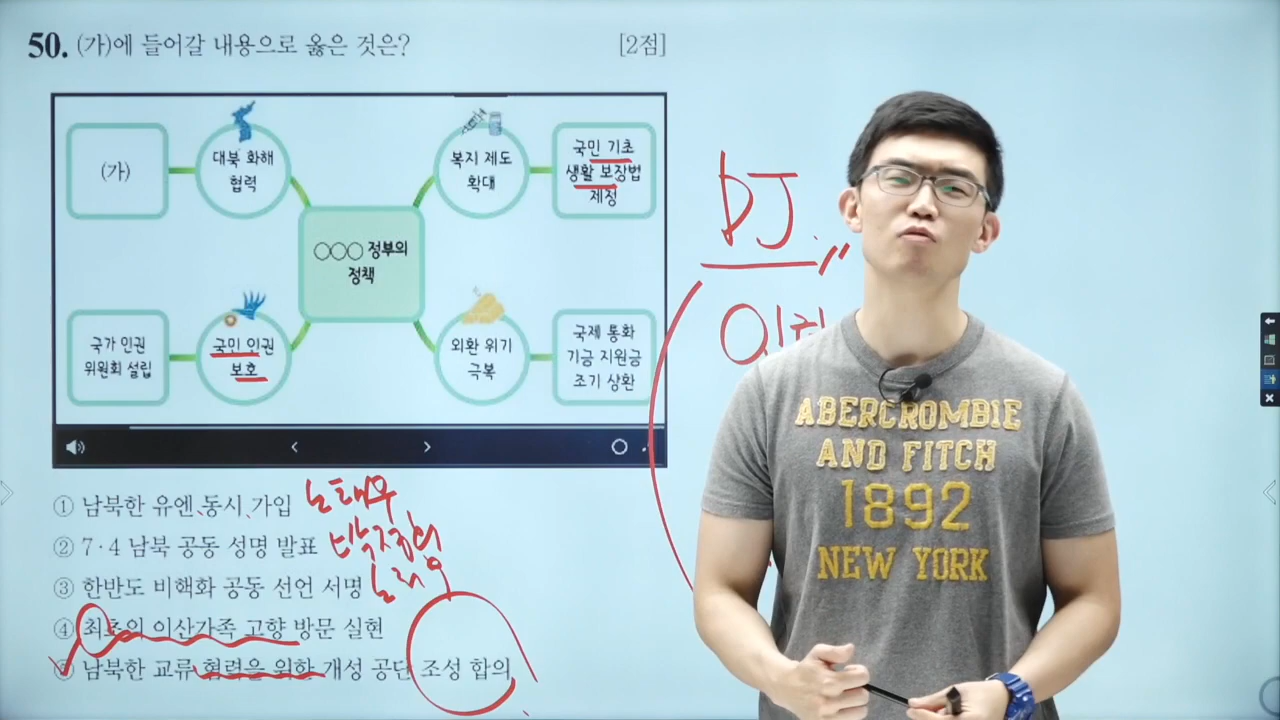 50. (가)에 들어갈 내용으로 옳은 것은? [2점]
(가)
대북 화해
협력
복지 제도
확대
국민 기초
생활 보장법
제정
○○○ 정부의
정책
국가 인권
위원회 설립
국민 인권
보호
외환 위기
극복
국제 통화
기금 지원금
조기 상환
① 남북한 유엔 동시 가입 노태우
② 7·4 남북 공동 성명 발표 박정희
③ 한반도 비핵화 공동 선언 서명 노태우
④ 최초의 이산가족 고향 방문 실현
⑤ 남북한 교류 협력을 위한 개성 공단 조성 합의
DJ
ABERCROMBIE
AND FITCH
1892
NEW YORK